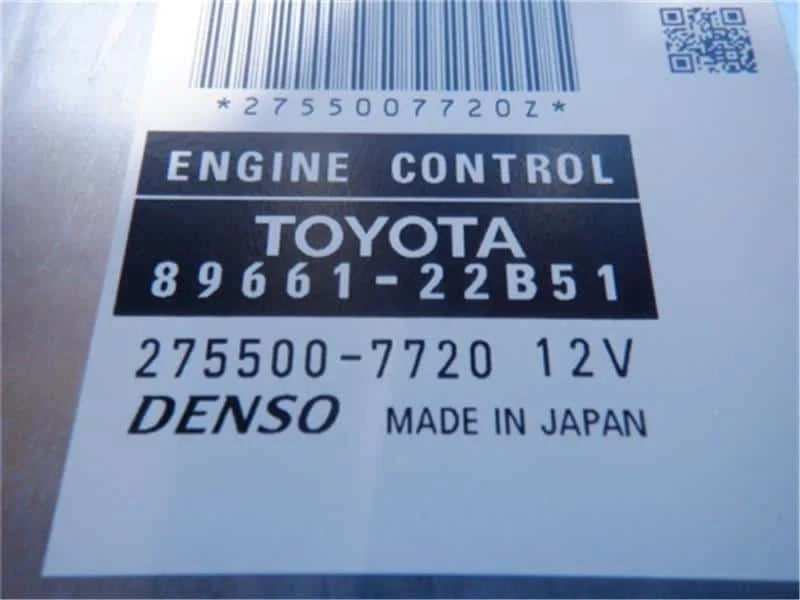 *2755007720Z*
ENGINE CONTROL
TOYOTA
89661-22B51
275500-7720 12V
DENSO MADE IN JAPAN